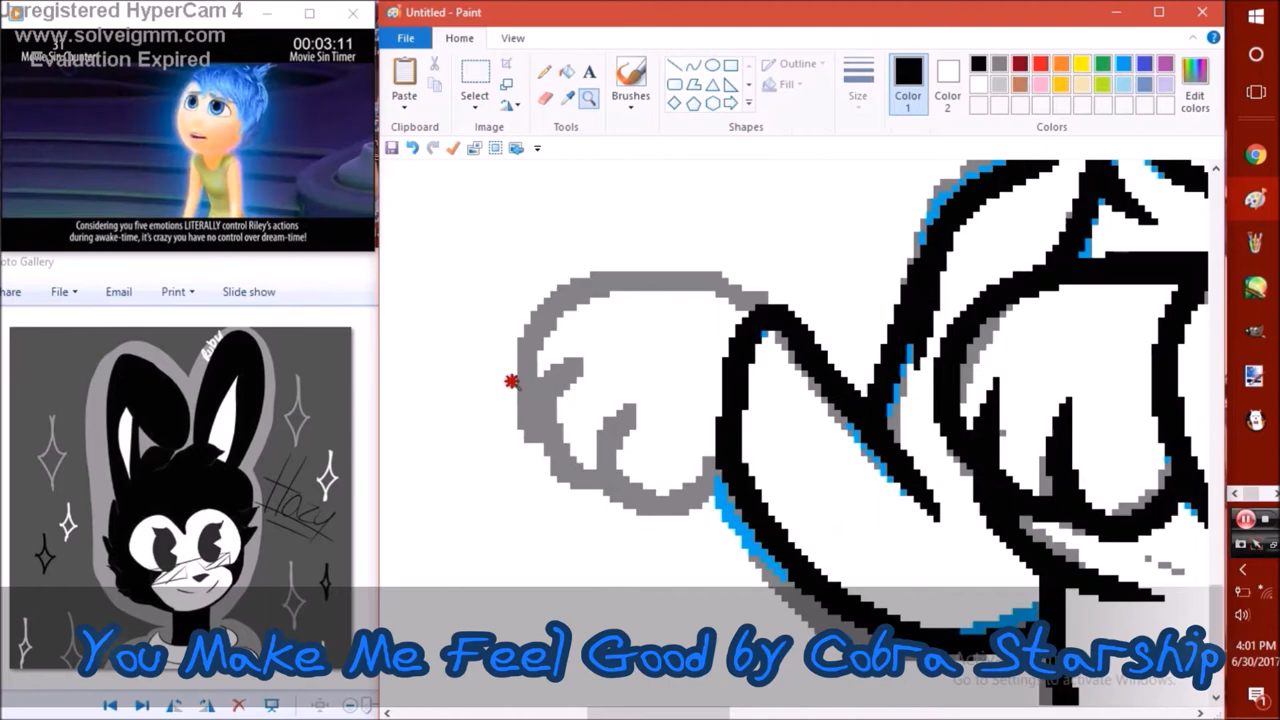 Unregistered HyperCam 4
www.solveigmm.com
Evaluation Expired
31
Movie Sin Counter
00:03:11
Movie Sin Timer
Considering you five emotions LITERALLY control Riley's actions
during awake-time, it's crazy you have no control over dream-time!
oto Gallery
hare File Email Print Slide show
Hazy
Untitled - Paint
File Home View
Paste Select Brushes Outline Fill Size Color 1 Color 2 Edit colors
Clipboard Image Tools Shapes Colors
You Make Me Feel Good by Cobra Starship
Go to Settings to activate Windows.
4:01 PM
6/30/2017